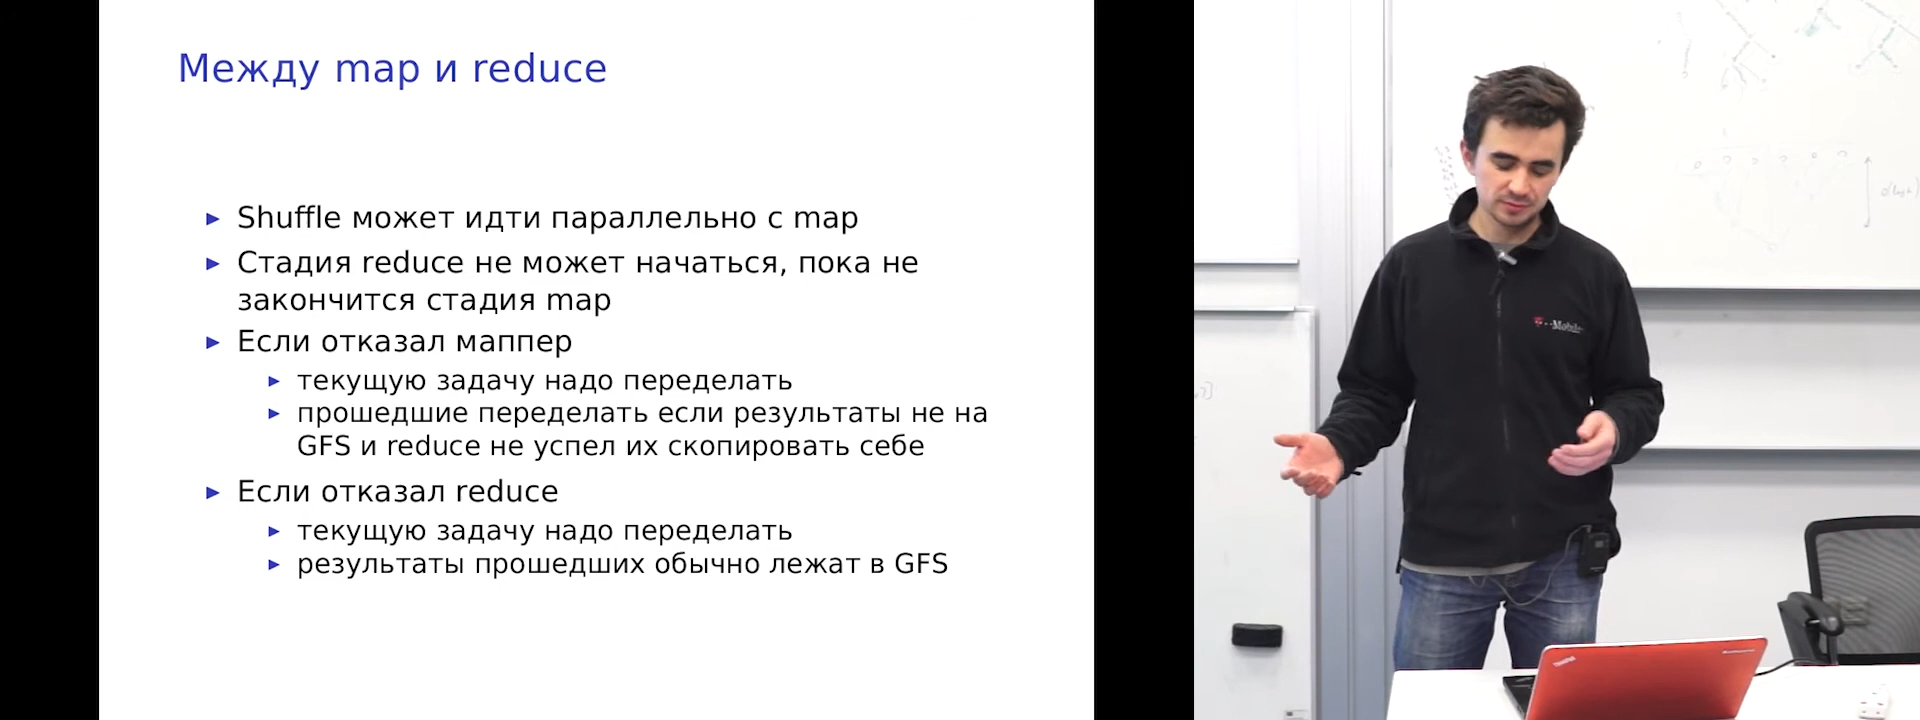 Между map и reduce
Shuffle может идти параллельно с map
Стадия reduce не может начаться, пока не
закончится стадия map
Если отказал маппер
текущую задачу надо переделать
прошедшие переделать если результаты не на
GFS и reduce не успел их скопировать себе
Если отказал reduce
текущую задачу надо переделать
результаты прошедших обычно лежат в GFS
T··Mobile·
ThinkPad